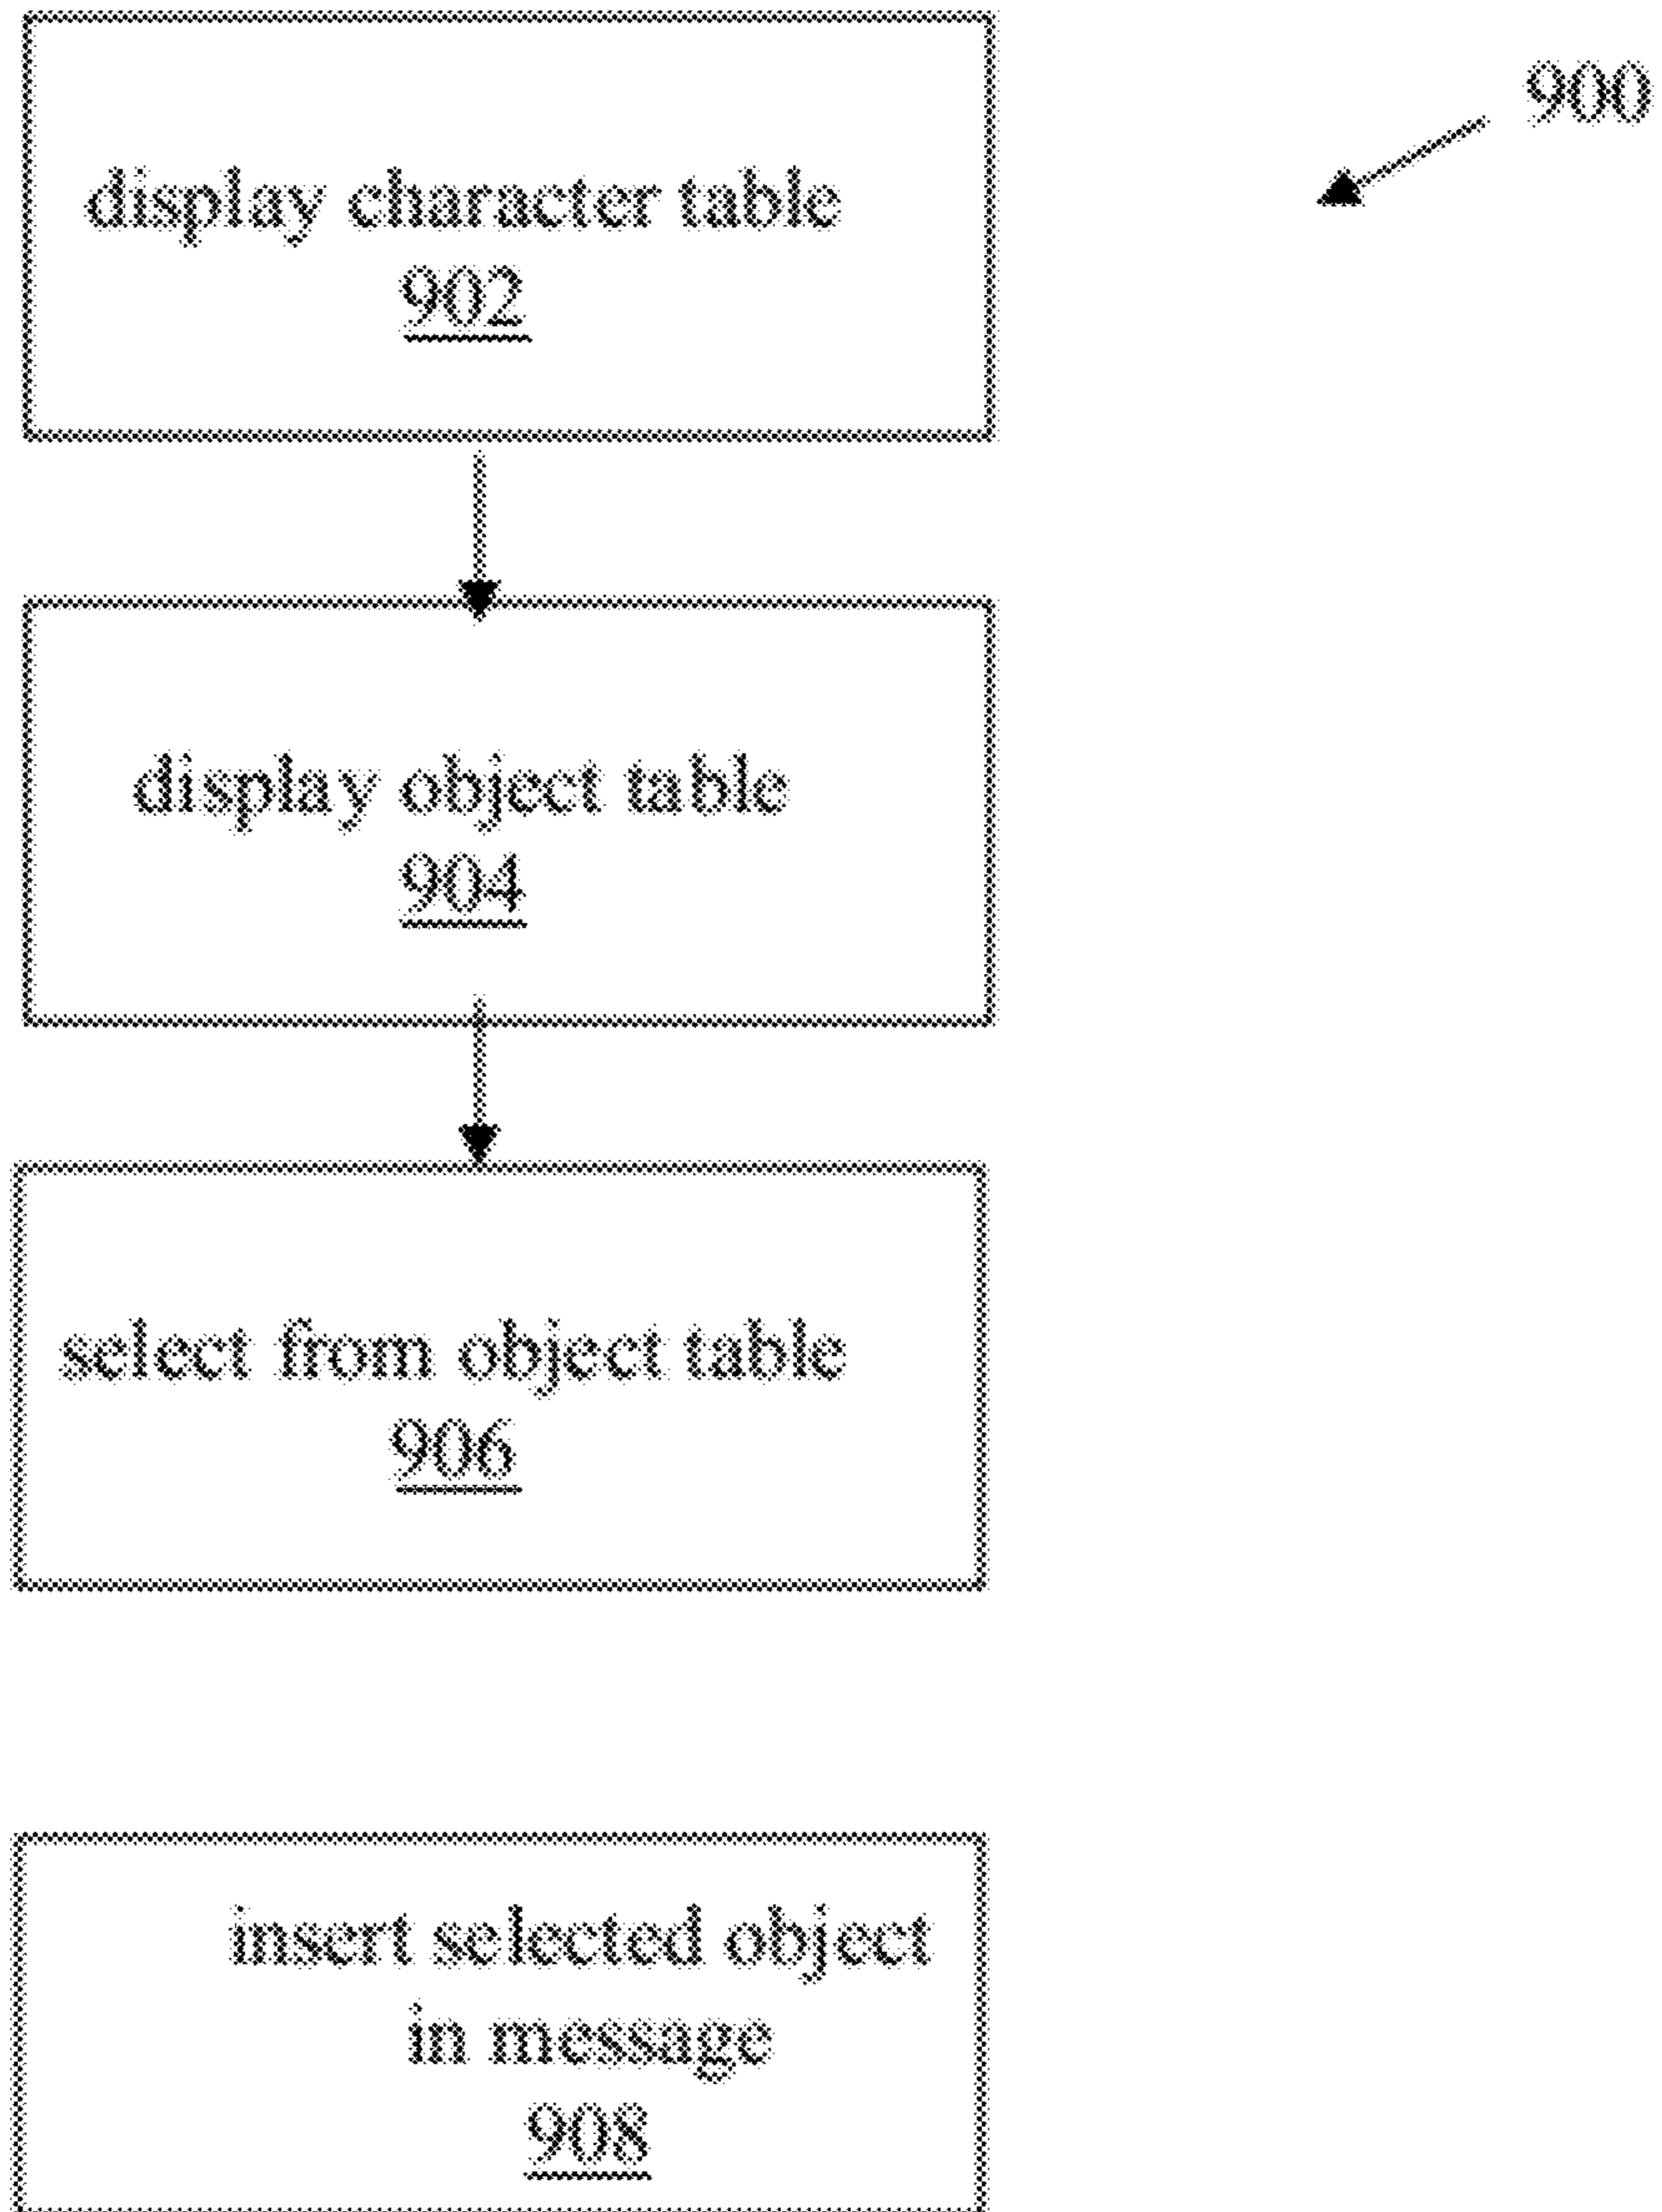 900
display character table
902
display object table
904
select from object table
906
insert selected object
in message
908